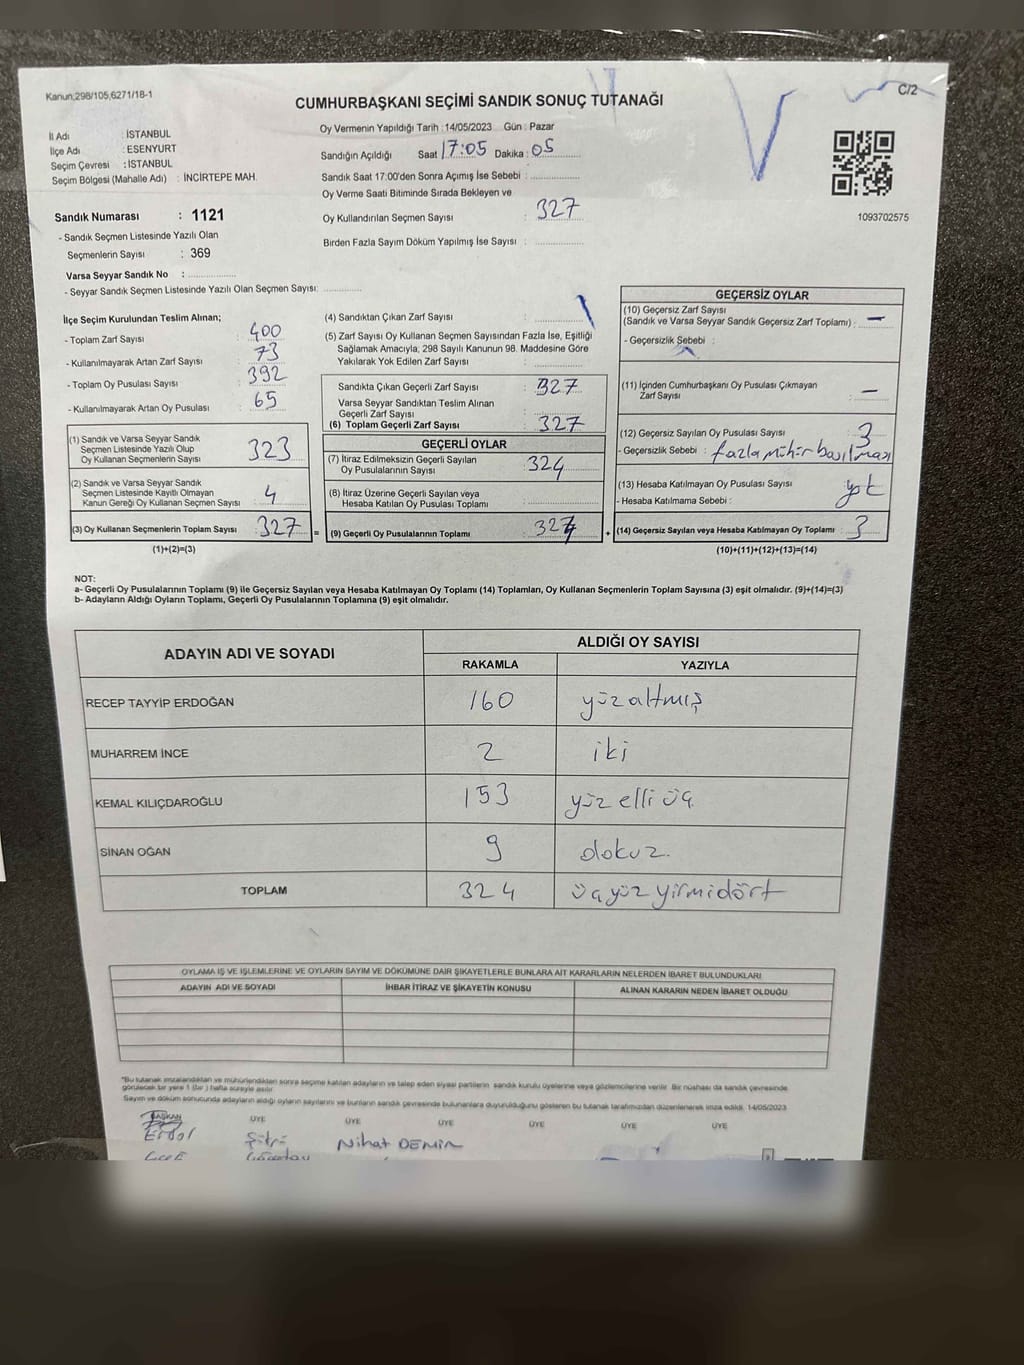 Kanun;298/105,6271/18-1
C/2
CUMHURBAŞKANI SEÇİMİ SANDIK SONUÇ TUTANAĞI
İl Adı : İSTANBUL
İlçe Adı : ESENYURT
Seçim Çevresi : İSTANBUL
Seçim Bölgesi (Mahalle Adı) : İNCİRTEPE MAH.
Oy Vermenin Yapıldığı Tarih :14/05/2023 Gün : Pazar
Sandığın Açıldığı Saat 17:05 Dakika : 05
Sandık Saat 17:00'den Sonra Açımış İse Sebebi :
Oy Verme Saati Bitiminde Sırada Bekleyen ve
Oy Kullandırılan Seçmen Sayısı : 327
Birden Fazla Sayım Döküm Yapılmış İse Sayısı :
1093702575
Sandık Numarası : 1121
- Sandık Seçmen Listesinde Yazılı Olan
Seçmenlerin Sayısı : 369
Varsa Seyyar Sandık No :
- Seyyar Sandık Seçmen Listesinde Yazılı Olan Seçmen Sayısı:
İlçe Seçim Kurulundan Teslim Alınan;
- Toplam Zarf Sayısı : 400
- Kullanılmayarak Artan Zarf Sayısı : 73
- Toplam Oy Pusulası Sayısı : 392
- Kullanılmayarak Artan Oy Pusulası : 65
(1) Sandık ve Varsa Seyyar Sandık
Seçmen Listesinde Yazılı Olup
Oy Kullanan Seçmenlerin Sayısı : 323
(2) Sandık ve Varsa Seyyar Sandık
Seçmen Listesinde Kayıtlı Olmayan
Kanun Gereği Oy Kullanan Seçmen Sayısı : 4
(3) Oy Kullanan Seçmenlerin Toplam Sayısı : 327 =
(1)+(2)=(3)
(4) Sandıktan Çıkan Zarf Sayısı :
(5) Zarf Sayısı Oy Kullanan Seçmen Sayısından Fazla İse, Eşitliği
Sağlamak Amacıyla; 298 Sayılı Kanunun 98. Maddesine Göre
Yakılarak Yok Edilen Zarf Sayısı :
Sandıkta Çıkan Geçerli Zarf Sayısı : 327
Varsa Seyyar Sandıktan Teslim Alınan
Geçerli Zarf Sayısı :
(6) Toplam Geçerli Zarf Sayısı : 327
GEÇERLİ OYLAR
(7) İtiraz Edilmeksizin Geçerli Sayılan
Oy Pusulalarının Sayısı : 324
(8) İtiraz Üzerine Geçerli Sayılan veya
Hesaba Katılan Oy Pusulası Toplamı :
(9) Geçerli Oy Pusulalarının Toplamı : 324 +
GEÇERSİZ OYLAR
(10) Geçersiz Zarf Sayısı
(Sandık ve Varsa Seyyar Sandık Geçersiz Zarf Toplamı) : —
- Geçersizlik Sebebi :
(11) İçinden Cumhurbaşkanı Oy Pusulası Çıkmayan
Zarf Sayısı : —
(12) Geçersiz Sayılan Oy Pusulası Sayısı : 3
- Geçersizlik Sebebi : fazla mühür basılması
(13) Hesaba Katılmayan Oy Pusulası Sayısı : yok
- Hesaba Katılmama Sebebi :
(14) Geçersiz Sayılan veya Hesaba Katılmayan Oy Toplamı : 3
(10)+(11)+(12)+(13)=(14)
NOT:
a- Geçerli Oy Pusulalarının Toplamı (9) ile Geçersiz Sayılan veya Hesaba Katılmayan Oy Toplamı (14) Toplamları, Oy Kullanan Seçmenlerin Toplam Sayısına (3) eşit olmalıdır. (9)+(14)=(3)
b- Adayların Aldığı Oyların Toplamı, Geçerli Oy Pusulalarının Toplamına (9) eşit olmalıdır.
ADAYIN ADI VE SOYADI
ALDIĞI OY SAYISI
RAKAMLA YAZIYLA
RECEP TAYYİP ERDOĞAN 160 yüz altmış
MUHARREM İNCE 2 iki
KEMAL KILIÇDAROĞLU 153 yüz elli üç
SİNAN OĞAN 9 dokuz.
TOPLAM 324 üçyüz yirmidört
OYLAMA İŞ VE İŞLEMLERİNE VE OYLARIN SAYIM VE DÖKÜMÜNE DAİR ŞİKAYETLERLE BUNLARA AİT KARARLARIN NELERDEN İBARET BULUNDUKLARI
ADAYIN ADI VE SOYADI İHBAR İTİRAZ VE ŞİKAYETİN KONUSU ALINAN KARARIN NEDEN İBARET OLDUĞU
*Bu tutanak imzalandıktan ve mühürlendikten sonra seçime katılan adayların ve talep eden siyasi partilerin sandık kurulu üyelerine veya gözlemcilerine verilir. Bir nüshası da sandık çevresinde
görülecek bir yere 1 (bir) hafta süreyle asılır.
Sayım ve döküm sonucunda adayların aldığı oyların sayılarını ve bunların sandık çevresinde bulunanlara duyurulduğunu gösteren bu tutanak tarafımızdan düzenlenerek imza edildi. 14/05/2023
BAŞKAN ÜYE ÜYE ÜYE ÜYE ÜYE ÜYE
Erdal Nihat DEMİR